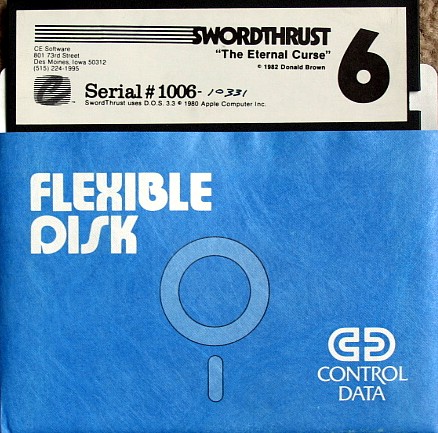 SWORDTHRUST
"The Eternal Curse"
© 1982 Donald Brown
6
CE Software
801 73rd Street
Des Moines, Iowa 50312
(515) 224-1995
Serial # 1006- 10331
SwordThrust uses D.O.S. 3.3 © 1980 Apple Computer Inc.
FLEXIBLE
DISK
CONTROL
DATA